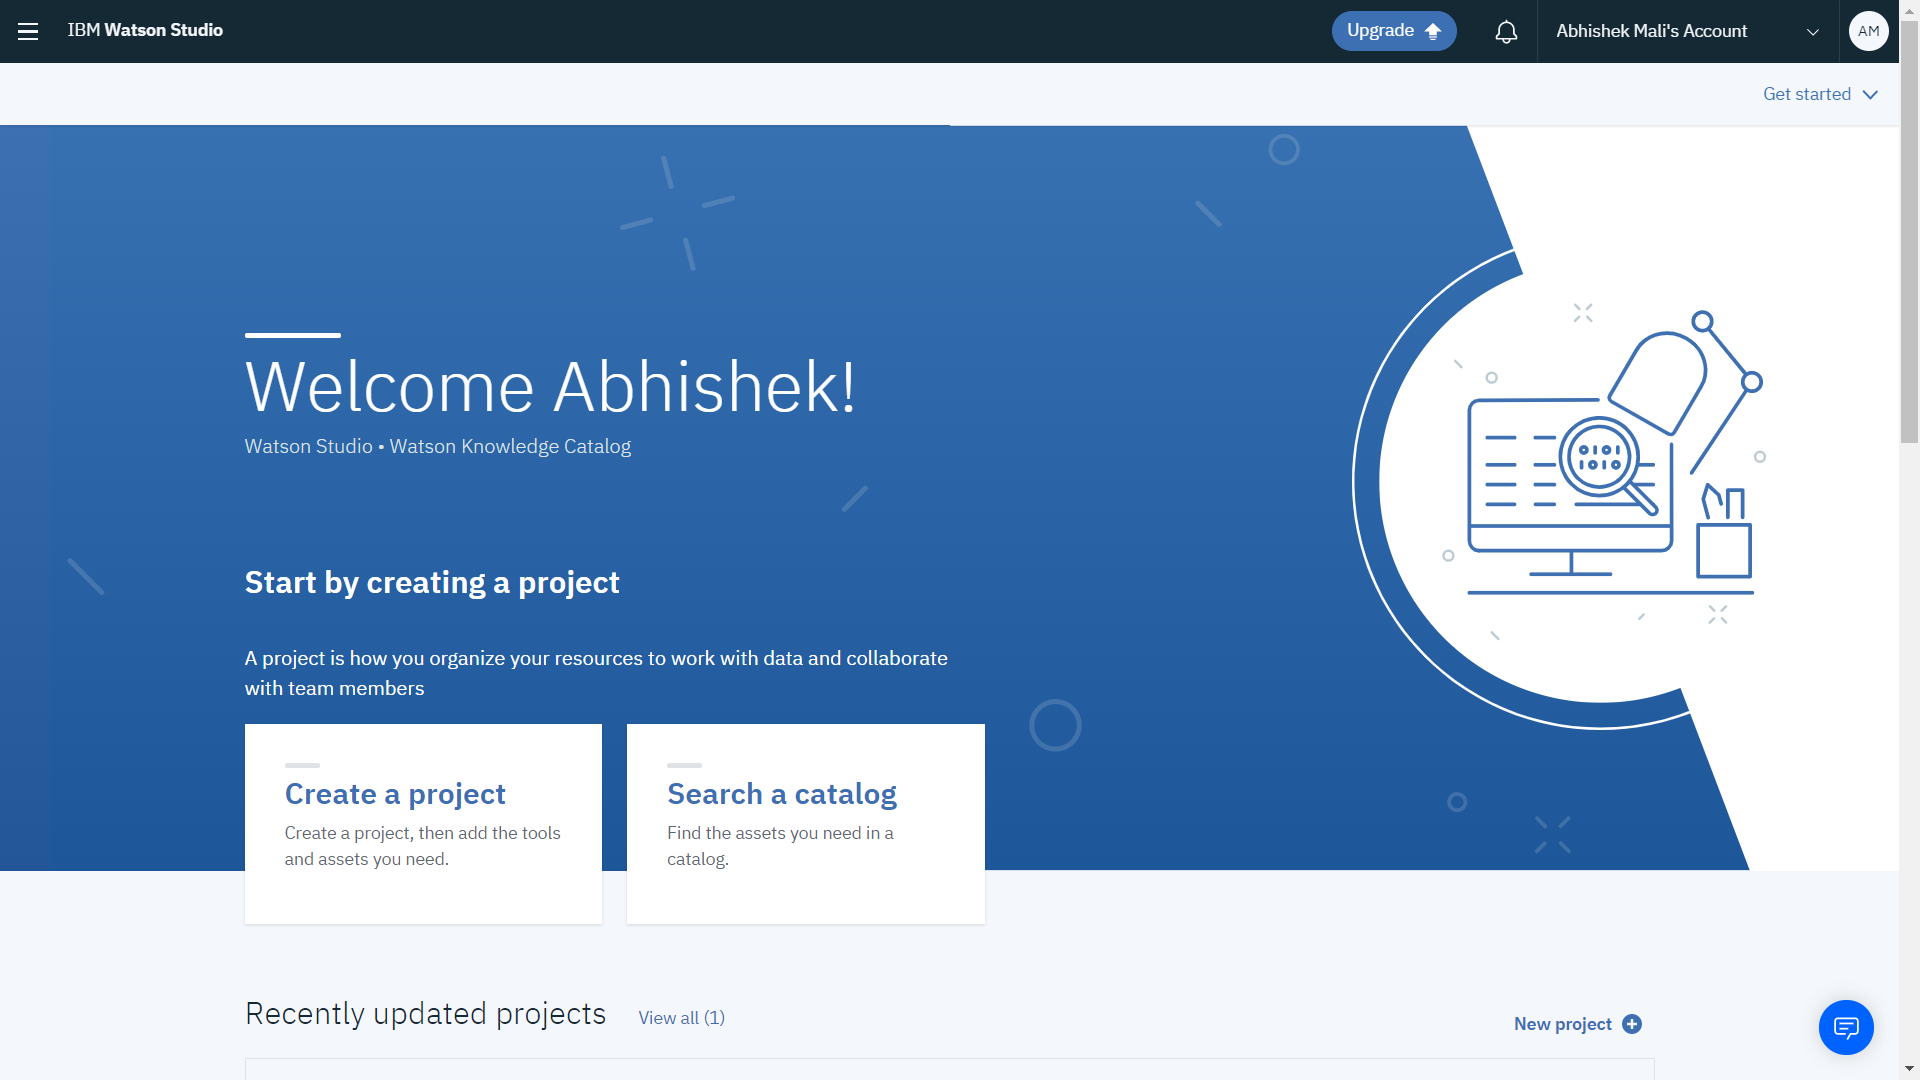 IBM Watson Studio
Upgrade
Abhishek Mali's Account
AM
Get started
Welcome Abhishek!
Watson Studio • Watson Knowledge Catalog
Start by creating a project
A project is how you organize your resources to work with data and collaborate
with team members
Create a project
Create a project, then add the tools
and assets you need.
Search a catalog
Find the assets you need in a
catalog.
Recently updated projects
View all (1)
New project